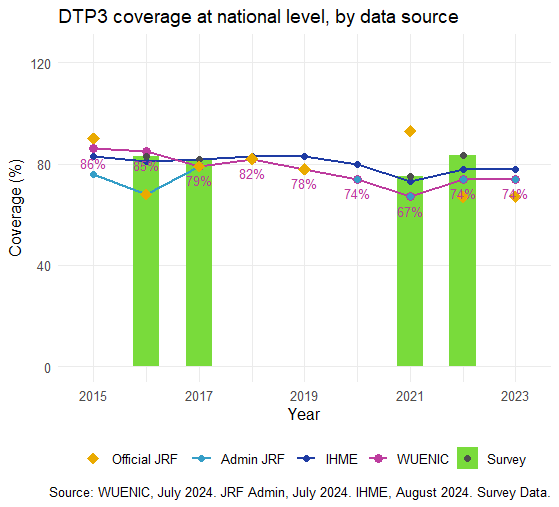 DTP3 coverage at national level, by data source
Coverage (%)
120
80
40
0
86%
85%
79%
82%
78%
74%
67%
74%
74%
2015
2017
2019
2021
2023
Year
Official JRF
Admin JRF
IHME
WUENIC
Survey
Source: WUENIC, July 2024. JRF Admin, July 2024. IHME, August 2024. Survey Data.